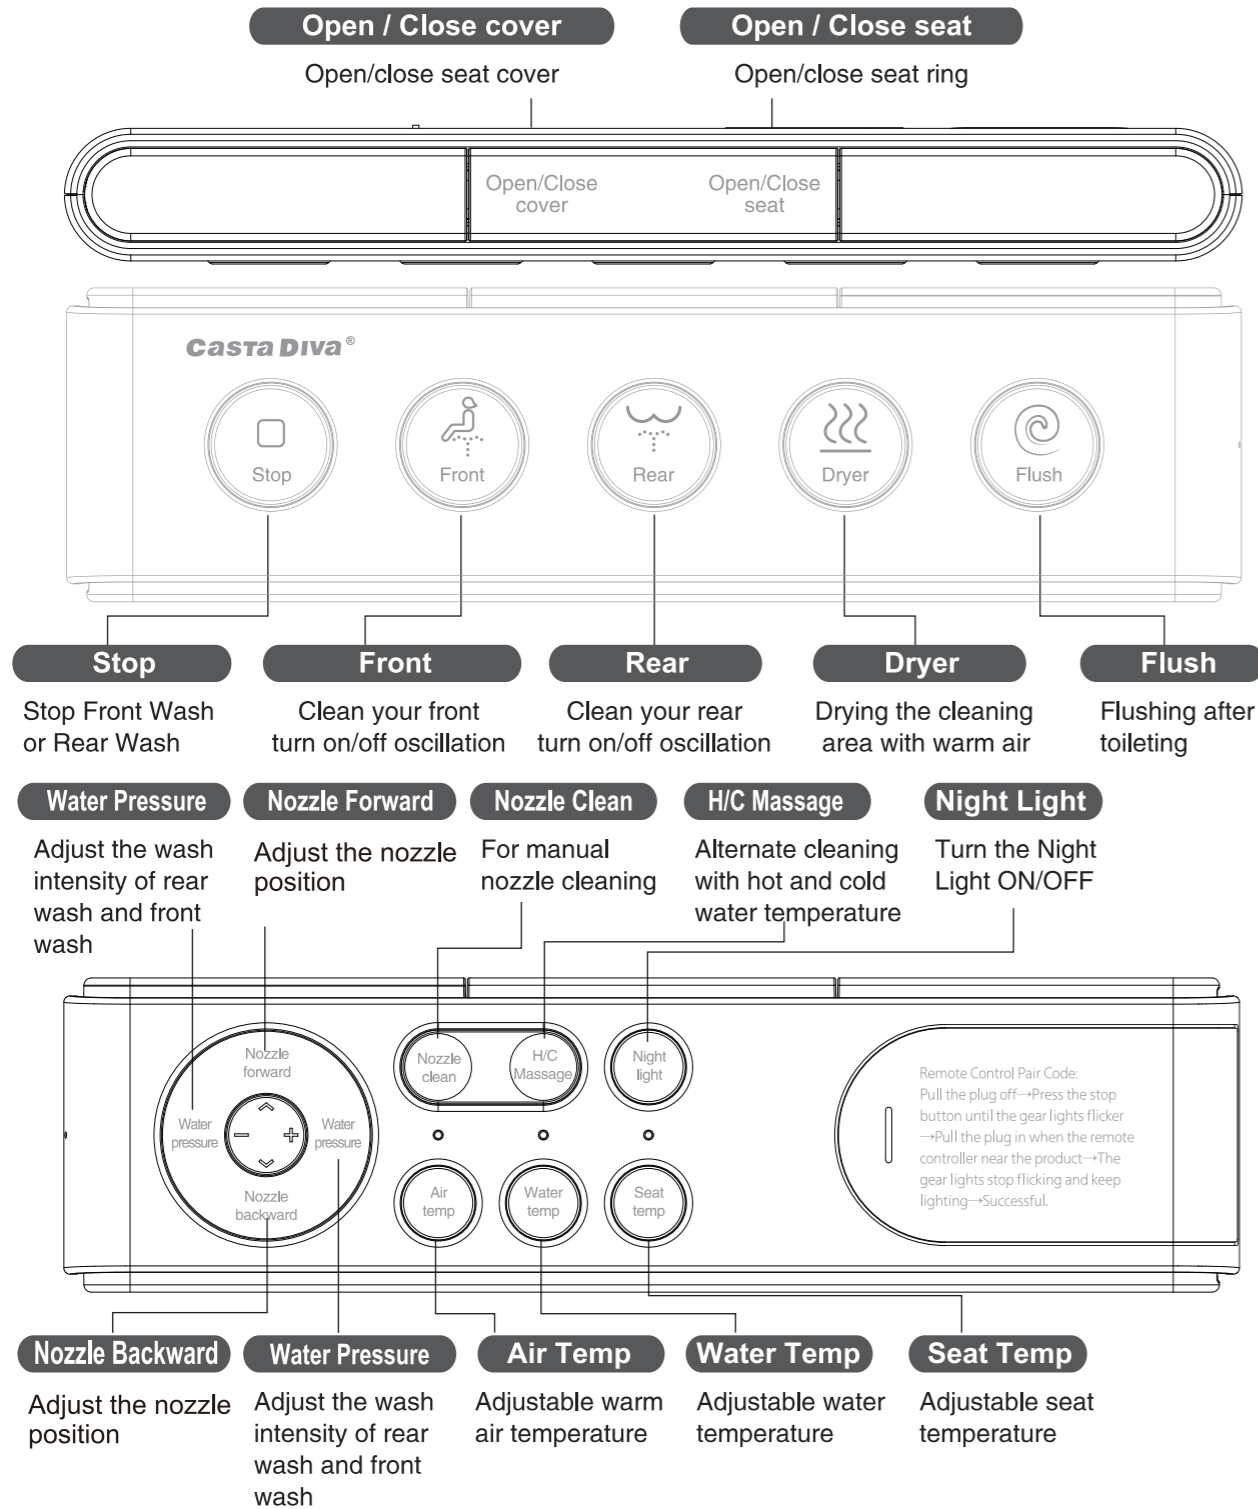 Open / Close cover
Open / Close seat
Open/close seat cover
Open/close seat ring
Open/Close
cover
Open/Close
seat
CasTa Diva®
Stop
Front
Rear
Dryer
Flush
Stop
Front
Rear
Dryer
Flush
Stop Front Wash
or Rear Wash
Clean your front
turn on/off oscillation
Clean your rear
turn on/off oscillation
Drying the cleaning
area with warm air
Flushing after
toileting
Water Pressure
Nozzle Forward
Nozzle Clean
H/C Massage
Night Light
Adjust the wash
intensity of rear
wash and front
wash
Adjust the nozzle
position
For manual
nozzle cleaning
Alternate cleaning
with hot and cold
water temperature
Turn the Night
Light ON/OFF
Nozzle
forward
Water
pressure
Water
pressure
Nozzle
backward
Nozzle
clean
H/C
Massage
Night
light
Air
temp
Water
temp
Seat
temp
Remote Control Pair Code:
Pull the plug off→Press the stop
button until the gear lights flicker
→Pull the plug in when the remote
controller near the product→The
gear lights stop flicking and keep
lighting→Successful.
Nozzle Backward
Water Pressure
Air Temp
Water Temp
Seat Temp
Adjust the nozzle
position
Adjust the wash
intensity of rear
wash and front
wash
Adjustable warm
air temperature
Adjustable water
temperature
Adjustable seat
temperature